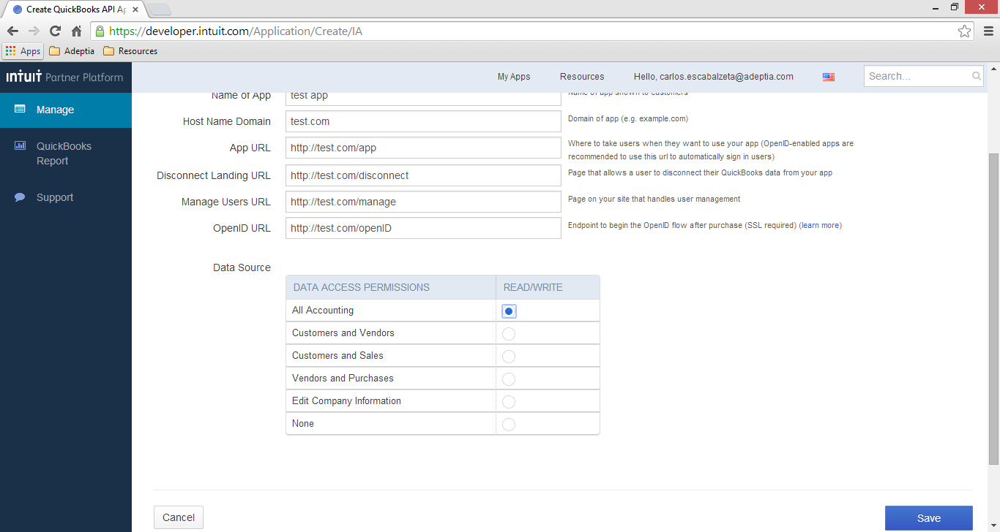 Create QuickBooks API Ap
https://developer.intuit.com/Application/Create/IA
Apps Adeptia Resources
intuit Partner Platform
My Apps Resources Hello, carlos.escabalzeta@adeptia.com Search...
Manage
QuickBooks
Report
Support
Name of App test app Name of app shown to customers
Host Name Domain test.com Domain of app (e.g. example.com)
App URL http://test.com/app Where to take users when they want to use your app (OpenID-enabled apps are
recommended to use this url to automatically sign in users)
Disconnect Landing URL http://test.com/disconnect Page that allows a user to disconnect their QuickBooks data from your app
Manage Users URL http://test.com/manage Page on your site that handles user management
OpenID URL http://test.com/openID Endpoint to begin the OpenID flow after purchase (SSL required) (learn more)
Data Source
DATA ACCESS PERMISSIONS READ/WRITE
All Accounting
Customers and Vendors
Customers and Sales
Vendors and Purchases
Edit Company Information
None
Cancel Save